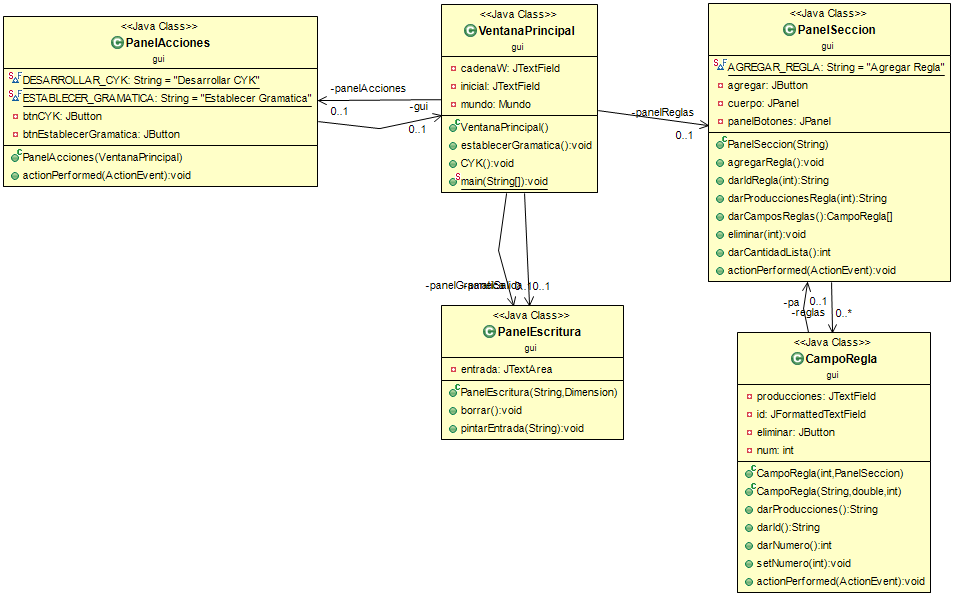 <<Java Class>>
PanelAcciones
gui
DESARROLLAR_CYK: String = "Desarrollar CYK"
ESTABLECER_GRAMATICA: String = "Establecer Gramatica"
btnCYK: JButton
btnEstablecerGramatica: JButton
PanelAcciones(VentanaPrincipal)
actionPerformed(ActionEvent):void
-panelAcciones
0..1
-gui
0..1
<<Java Class>>
VentanaPrincipal
gui
cadenaW: JTextField
inicial: JTextField
mundo: Mundo
VentanaPrincipal()
establecerGramatica():void
CYK():void
main(String[]):void
-panelReglas
0..1
<<Java Class>>
PanelSeccion
gui
AGREGAR_REGLA: String = "Agregar Regla"
agregar: JButton
cuerpo: JPanel
panelBotones: JPanel
PanelSeccion(String)
agregarRegla():void
darIdRegla(int):String
darProduccionesRegla(int):String
darCamposReglas():CampoRegla[]
eliminar(int):void
darCantidadLista():int
actionPerformed(ActionEvent):void
0..1
<<Java Class>>
PanelEscritura
gui
entrada: JTextArea
PanelEscritura(String,Dimension)
borrar():void
pintarEntrada(String):void
-pa
0..1
-reglas
0..*
<<Java Class>>
CampoRegla
gui
producciones: JTextField
id: JFormattedTextField
eliminar: JButton
num: int
CampoRegla(int,PanelSeccion)
CampoRegla(String,double,int)
darProducciones():String
darId():String
darNumero():int
setNumero(int):void
actionPerformed(ActionEvent):void